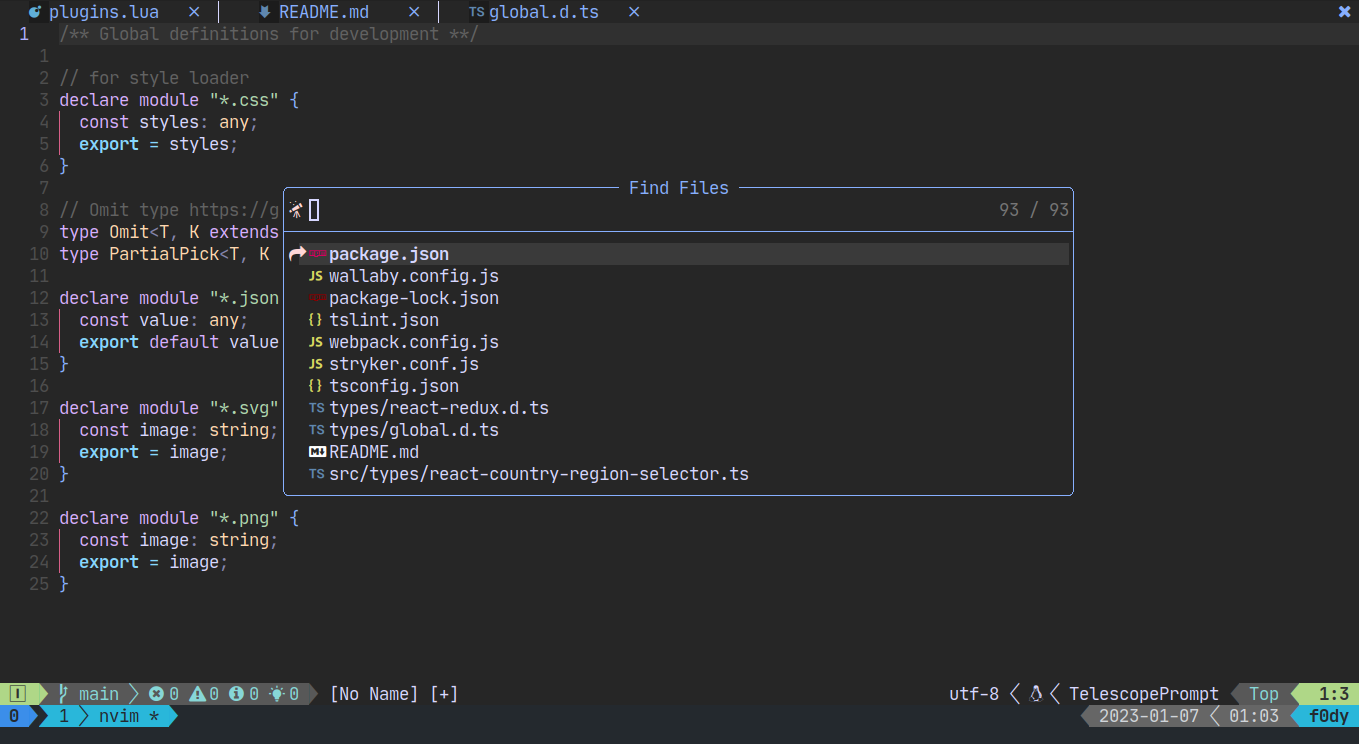 plugins.lua × README.md × TS global.d.ts ×
1 /** Global definitions for development **/
1
2 // for style loader
3 declare module "*.css" {
4 const styles: any;
5 export = styles;
6 }
7
8 // Omit type https://g
9 type Omit<T, K extends
10 type PartialPick<T, K
11
12 declare module "*.json
13 const value: any;
14 export default value
15 }
16
17 declare module "*.svg"
18 const image: string;
19 export = image;
20 }
21
22 declare module "*.png" {
23 const image: string;
24 export = image;
25 }
Find Files
93 / 93
package.json
JS wallaby.config.js
package-lock.json
{} tslint.json
JS webpack.config.js
JS stryker.conf.js
{} tsconfig.json
TS types/react-redux.d.ts
TS types/global.d.ts
M↓ README.md
TS src/types/react-country-region-selector.ts
I main 0 0 0 0 [No Name] [+] utf-8 TelescopePrompt Top 1:3
0 1 nvim * 2023-01-07 01:03 f0dy